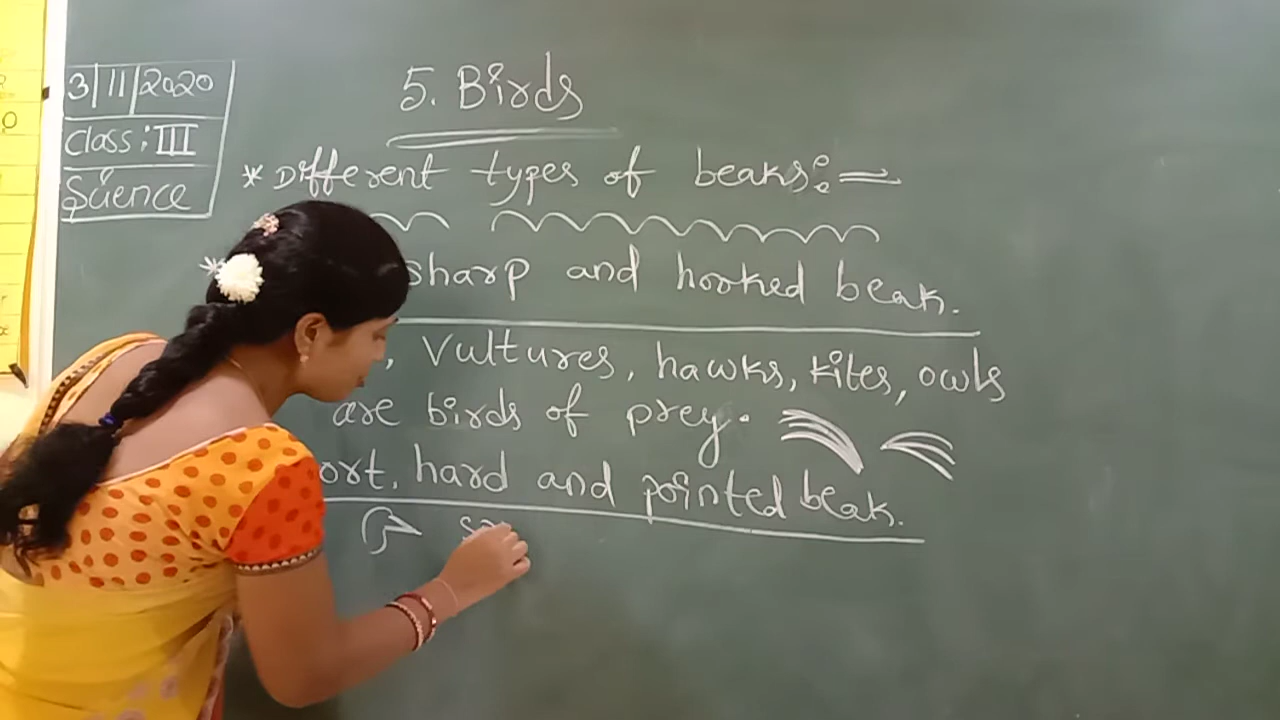 3/11/2020
Class: III
Science
5. Birds
* Different types of beaks:-
* sharp and hooked beak.
, Vultures, hawks, kites, owls
are birds of prey.
ort, hard and pointed beak.